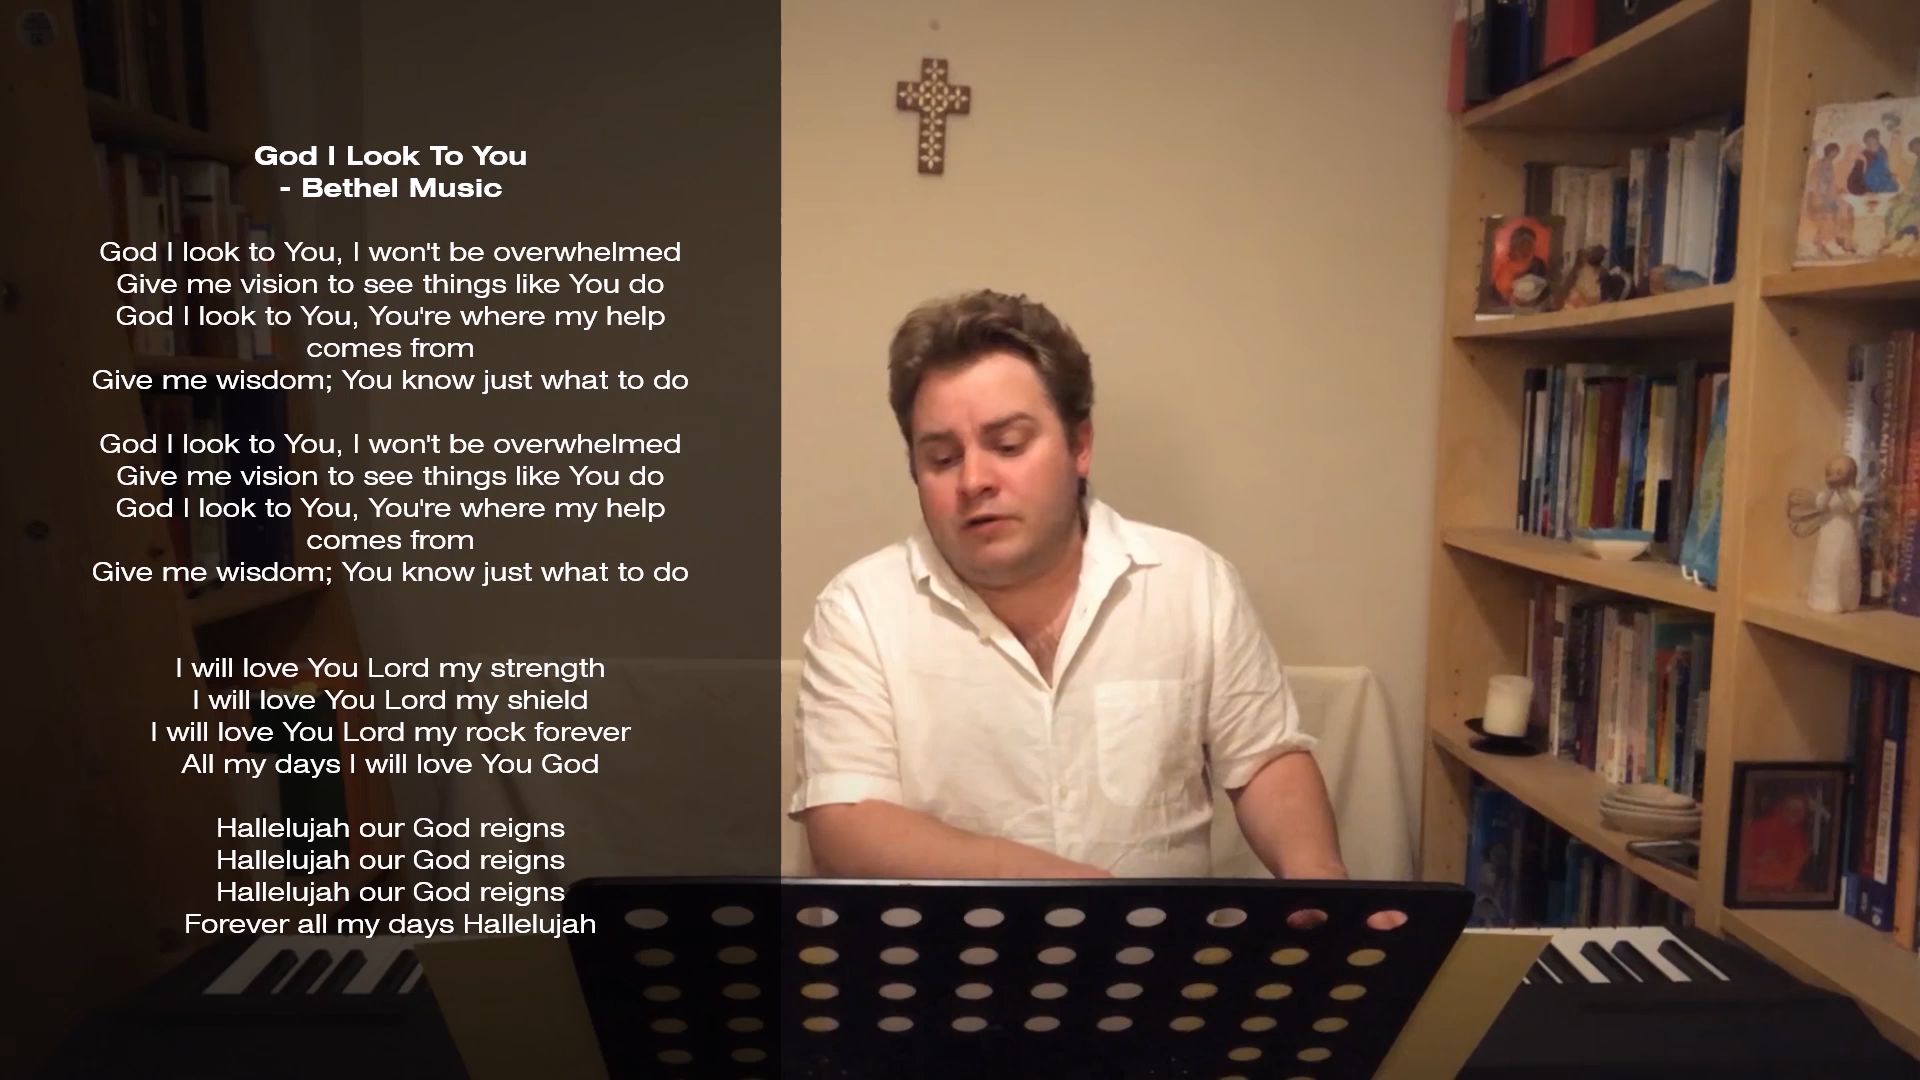 God I Look To You
- Bethel Music
God I look to You, I won't be overwhelmed
Give me vision to see things like You do
God I look to You, You're where my help
comes from
Give me wisdom; You know just what to do
God I look to You, I won't be overwhelmed
Give me vision to see things like You do
God I look to You, You're where my help
comes from
Give me wisdom; You know just what to do
I will love You Lord my strength
I will love You Lord my shield
I will love You Lord my rock forever
All my days I will love You God
Hallelujah our God reigns
Hallelujah our God reigns
Hallelujah our God reigns
Forever all my days Hallelujah